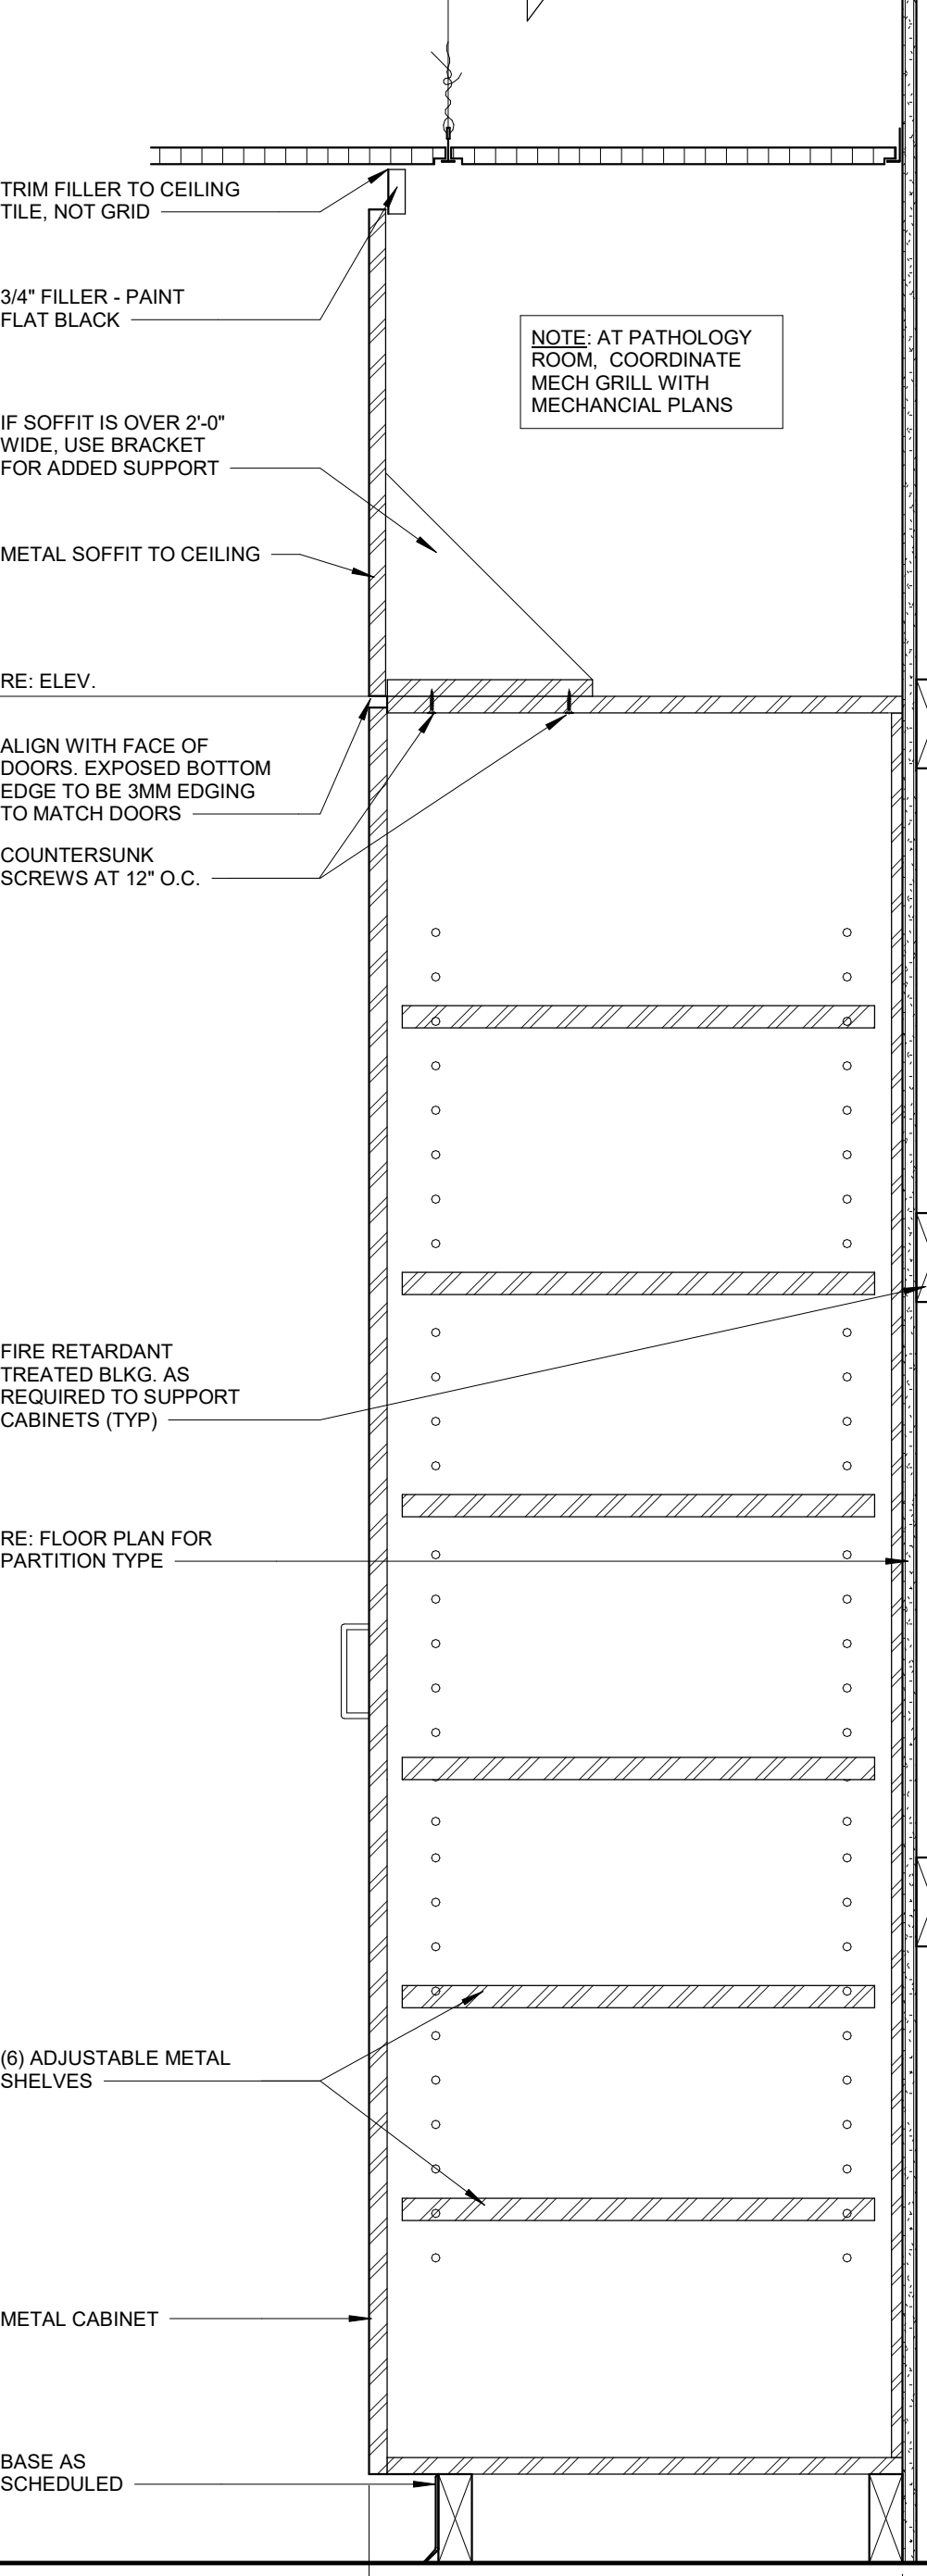 TRIM FILLER TO CEILING
TILE, NOT GRID
3/4" FILLER - PAINT
FLAT BLACK
NOTE: AT PATHOLOGY
ROOM, COORDINATE
MECH GRILL WITH
MECHANCIAL PLANS
IF SOFFIT IS OVER 2'-0"
WIDE, USE BRACKET
FOR ADDED SUPPORT
METAL SOFFIT TO CEILING
RE: ELEV.
ALIGN WITH FACE OF
DOORS. EXPOSED BOTTOM
EDGE TO BE 3MM EDGING
TO MATCH DOORS
COUNTERSUNK
SCREWS AT 12" O.C.
FIRE RETARDANT
TREATED BLKG. AS
REQUIRED TO SUPPORT
CABINETS (TYP)
RE: FLOOR PLAN FOR
PARTITION TYPE
(6) ADJUSTABLE METAL
SHELVES
METAL CABINET
BASE AS
SCHEDULED